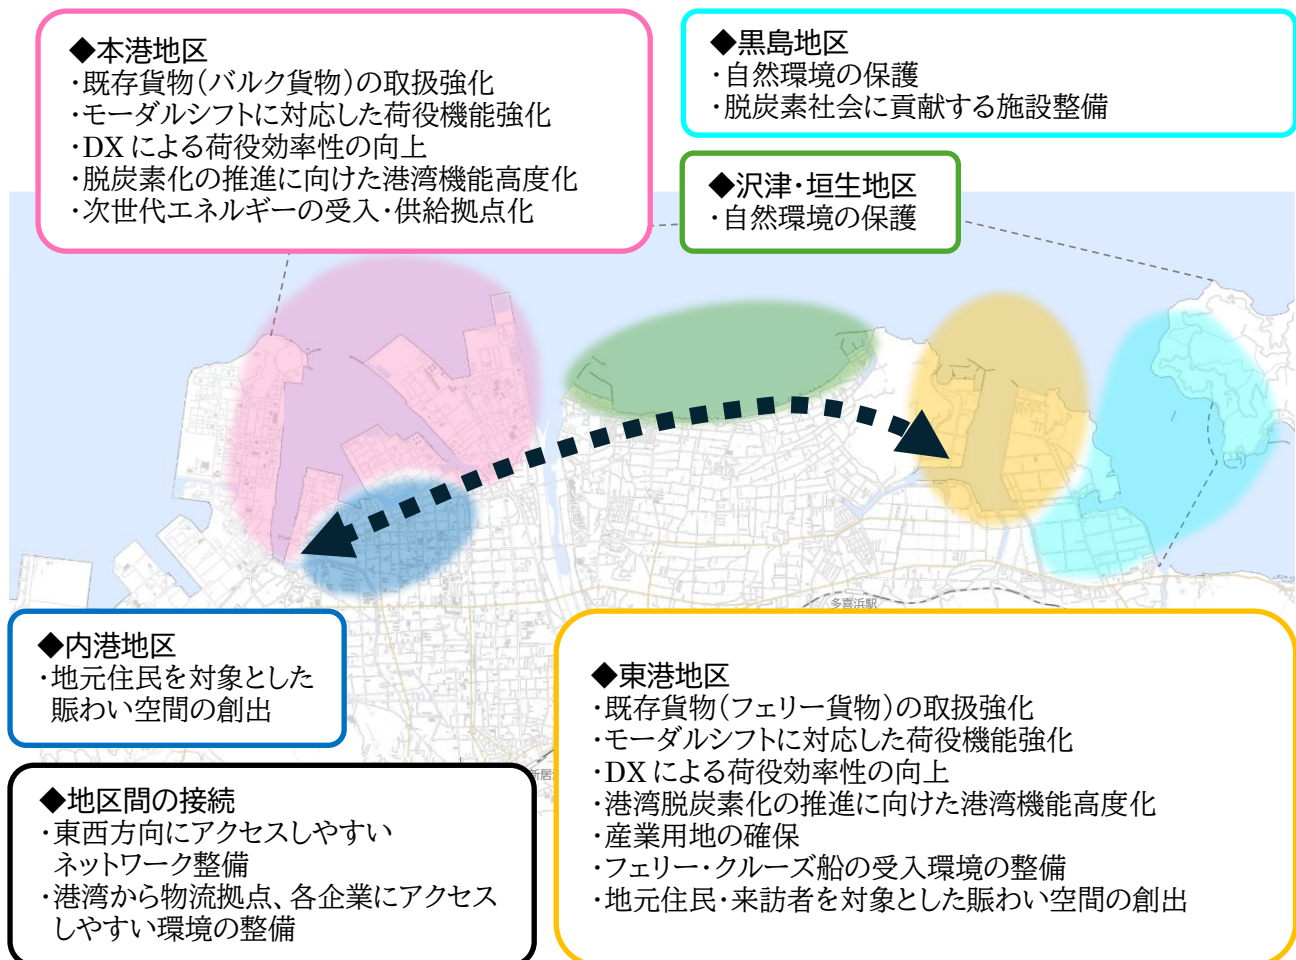 ◆本港地区
・既存貨物（バルク貨物）の取扱強化
・モーダルシフトに対応した荷役機能強化
・DXによる荷役効率性の向上
・脱炭素化の推進に向けた港湾機能高度化
・次世代エネルギーの受入・供給拠点化
◆黒島地区
・自然環境の保護
・脱炭素社会に貢献する施設整備
◆沢津・垣生地区
・自然環境の保護
多喜浜駅
◆内港地区
・地元住民を対象とした
賑わい空間の創出
新居
◆地区間の接続
・東西方向にアクセスしやすい
ネットワーク整備
・港湾から物流拠点、各企業にアクセス
しやすい環境の整備
◆東港地区
・既存貨物（フェリー貨物）の取扱強化
・モーダルシフトに対応した荷役機能強化
・DXによる荷役効率性の向上
・港湾脱炭素化の推進に向けた港湾機能高度化
・産業用地の確保
・フェリー・クルーズ船の受入環境の整備
・地元住民・来訪者を対象とした賑わい空間の創出